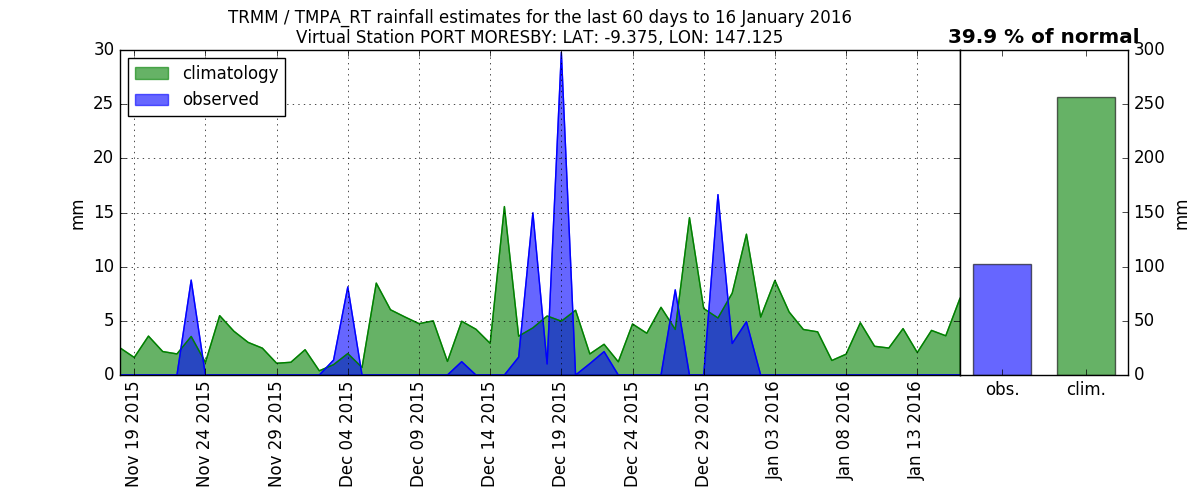 TRMM / TMPA_RT rainfall estimates for the last 60 days to 16 January 2016
Virtual Station PORT MORESBY: LAT: -9.375, LON: 147.125
39.9 % of normal
climatology
observed
30
25
20
15
10
5
0
mm
300
250
200
150
100
50
0
mm
Nov 19 2015
Nov 24 2015
Nov 29 2015
Dec 04 2015
Dec 09 2015
Dec 14 2015
Dec 19 2015
Dec 24 2015
Dec 29 2015
Jan 03 2016
Jan 08 2016
Jan 13 2016
obs.
clim.